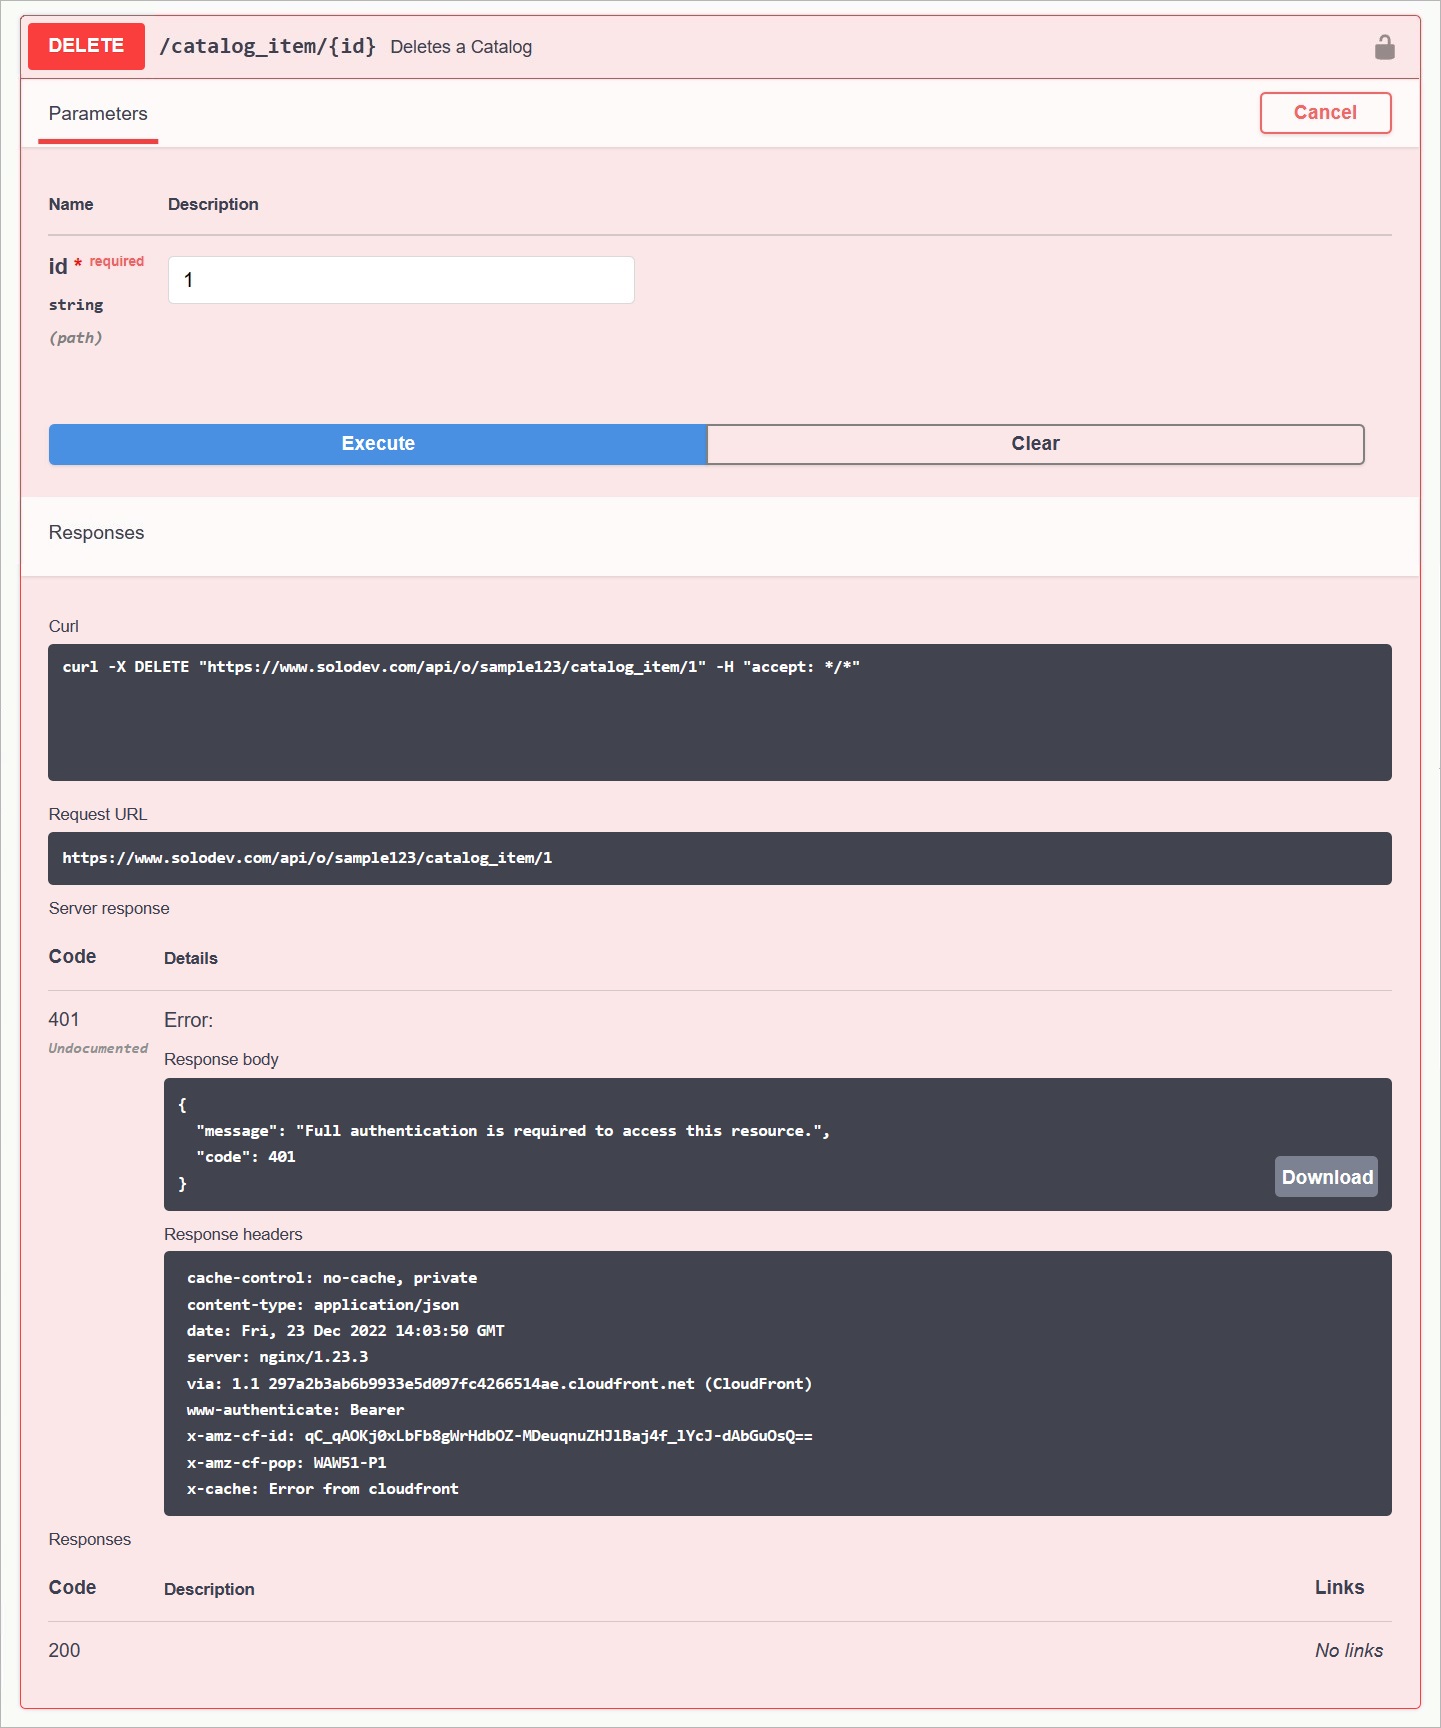 DELETE /catalog_item/{id} Deletes a Catalog
Parameters
Cancel
Name Description
id * required
1
string
(path)
Execute Clear
Responses
Curl
curl -X DELETE "https://www.solodev.com/api/o/sample123/catalog_item/1" -H "accept: */*"
Request URL
https://www.solodev.com/api/o/sample123/catalog_item/1
Server response
Code Details
401 Error:
Undocumented
Response body
{
"message": "Full authentication is required to access this resource.",
"code": 401
}
Download
Response headers
cache-control: no-cache, private
content-type: application/json
date: Fri, 23 Dec 2022 14:03:50 GMT
server: nginx/1.23.3
via: 1.1 297a2b3ab6b9933e5d097fc4266514ae.cloudfront.net (CloudFront)
www-authenticate: Bearer
x-amz-cf-id: qC_qAOKj0xLbFb8gWrHdbOZ-MDeuqnuZHJlBaj4f_lYcJ-dAbGuOsQ==
x-amz-cf-pop: WAW51-P1
x-cache: Error from cloudfront
Responses
Code Description Links
200 No links